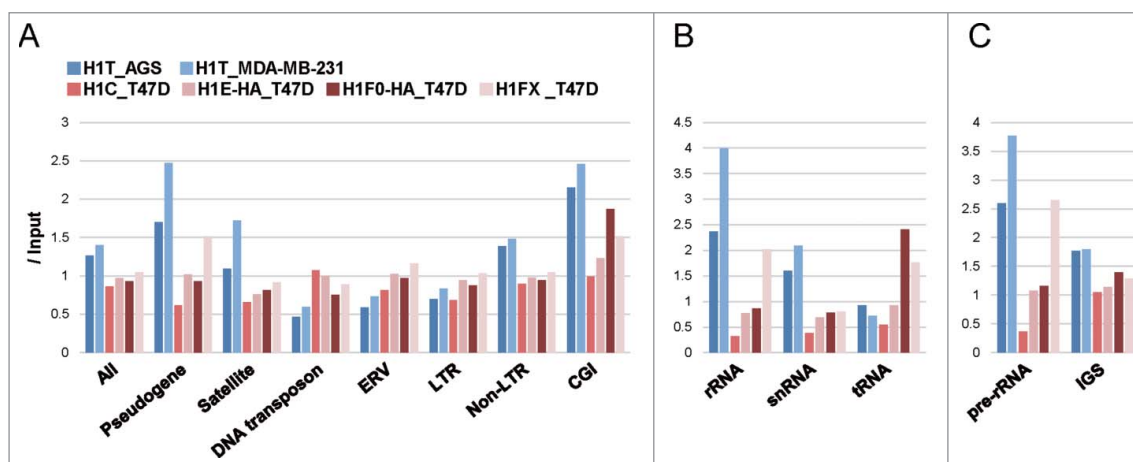 A
B
C
H1T_AGS H1T_MDA-MB-231
H1C_T47D H1E-HA_T47D H1F0-HA_T47D H1FX _T47D
/ Input
3
2.5
2
1.5
1
0.5
0
All
Pseudogene
Satellite
DNA transposon
ERV
LTR
Non-LTR
CGI
4.5
4
3.5
3
2.5
2
1.5
1
0.5
0
rRNA
snRNA
tRNA
4
3.5
3
2.5
2
1.5
1
0.5
0
pre-rRNA
IGS